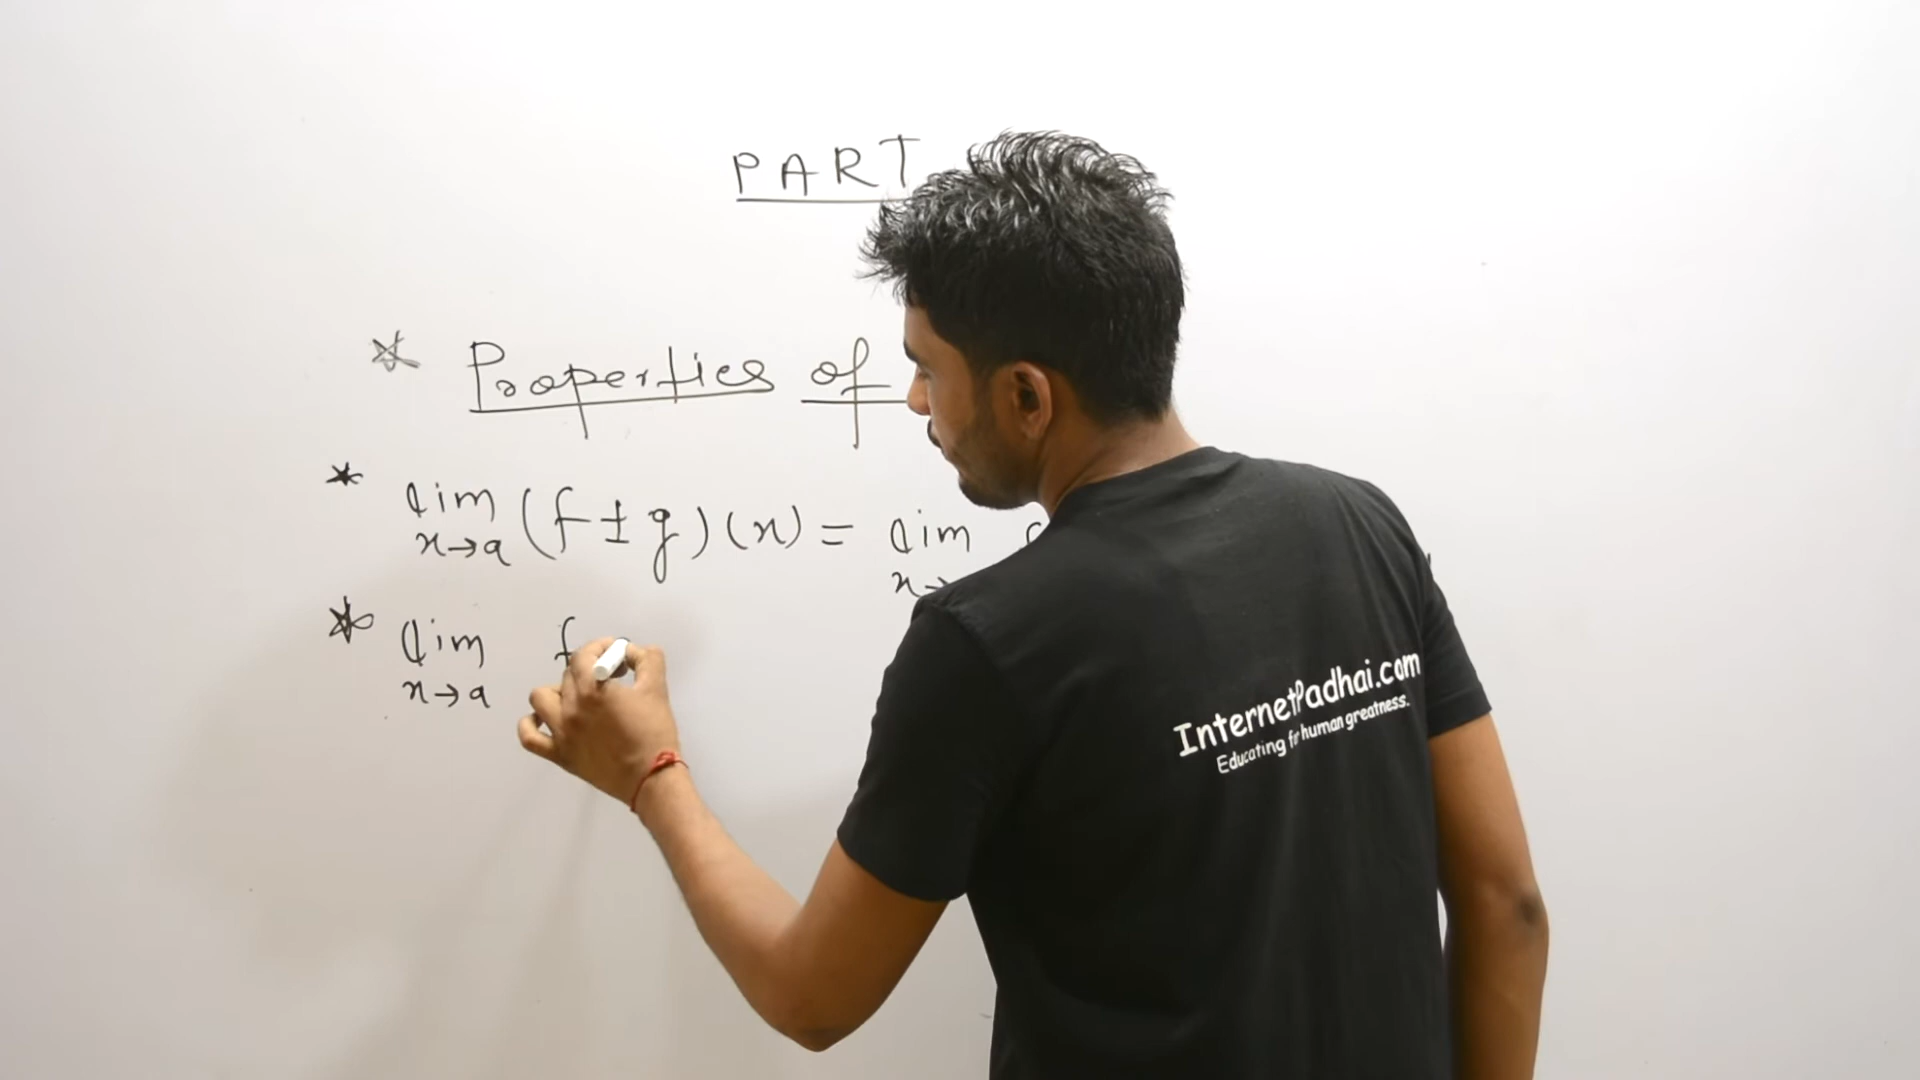 PART
* Properties of
* lim (f ± g)(x) = lim
x→a x→
* lim f
x→a
InternetPadhai.com
Educating for human greatness.